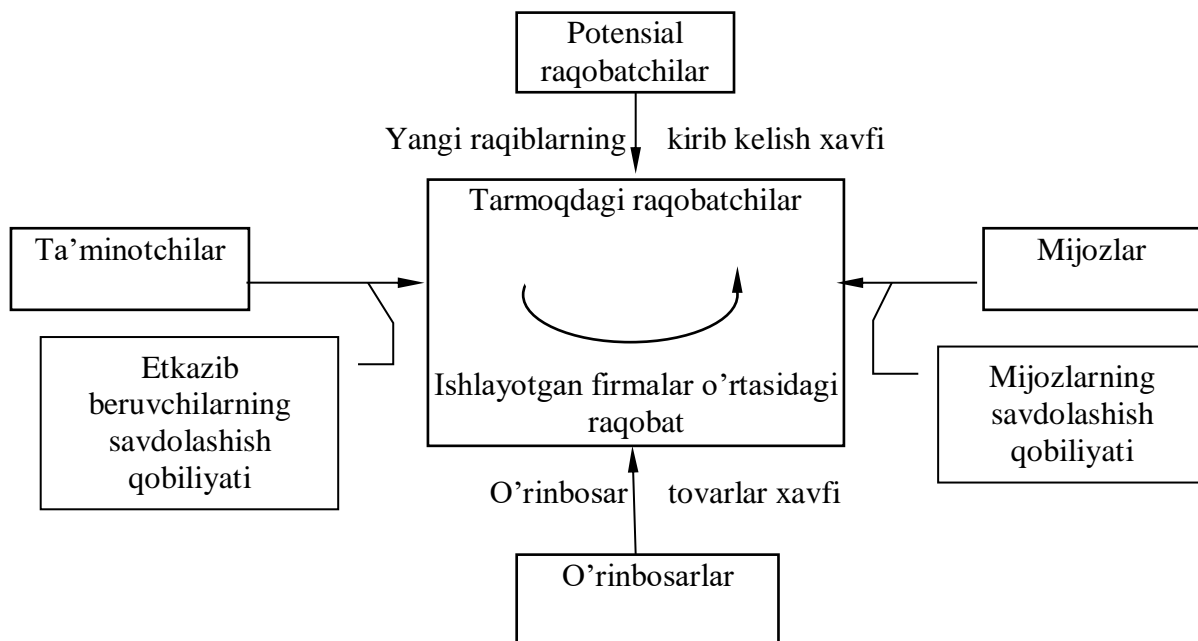 Potensial
raqobatchilar
Yangi raqiblarning kirib kelish xavfi
Tarmoqdagi raqobatchilar
Ta’minotchilar
Mijozlar
Etkazib
beruvchilarning
savdolashish
qobiliyati
Ishlayotgan firmalar o’rtasidagi
raqobat
Mijozlarning
savdolashish
qobiliyati
O’rinbosar tovarlar xavfi
O’rinbosarlar